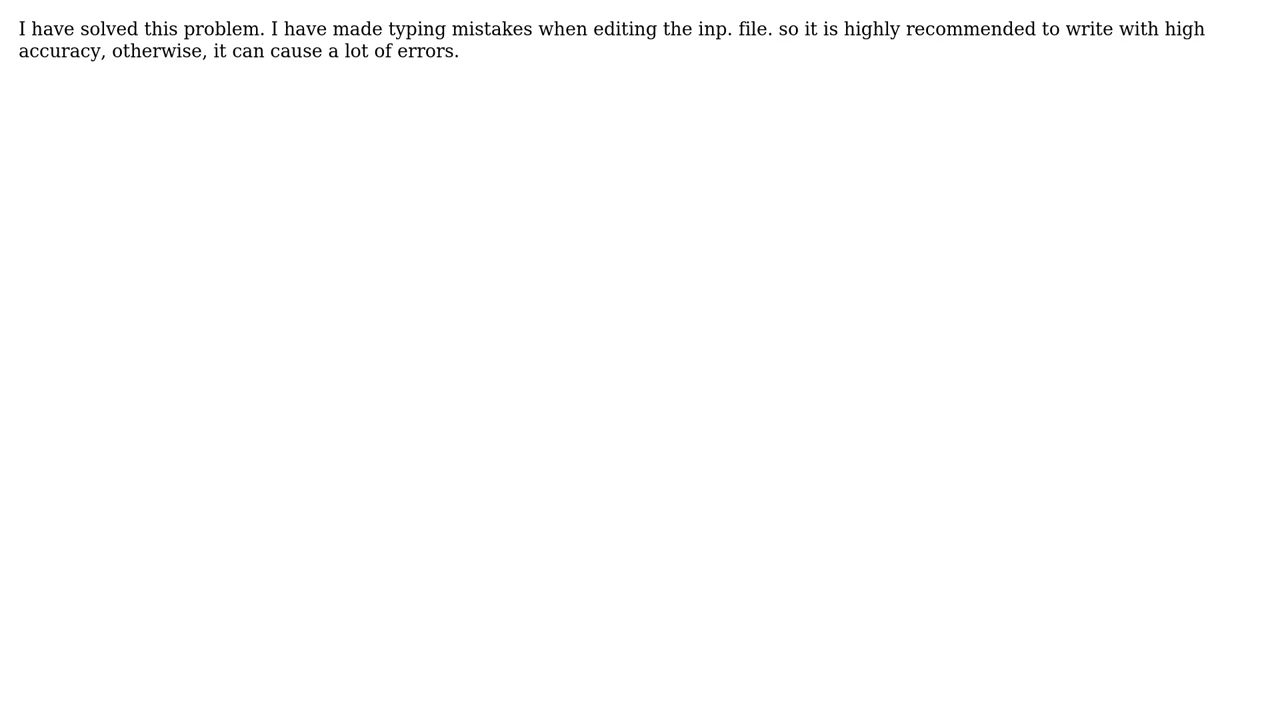 I have solved this problem. I have made typing mistakes when editing the inp. file. so it is highly recommended to write with high
accuracy, otherwise, it can cause a lot of errors.